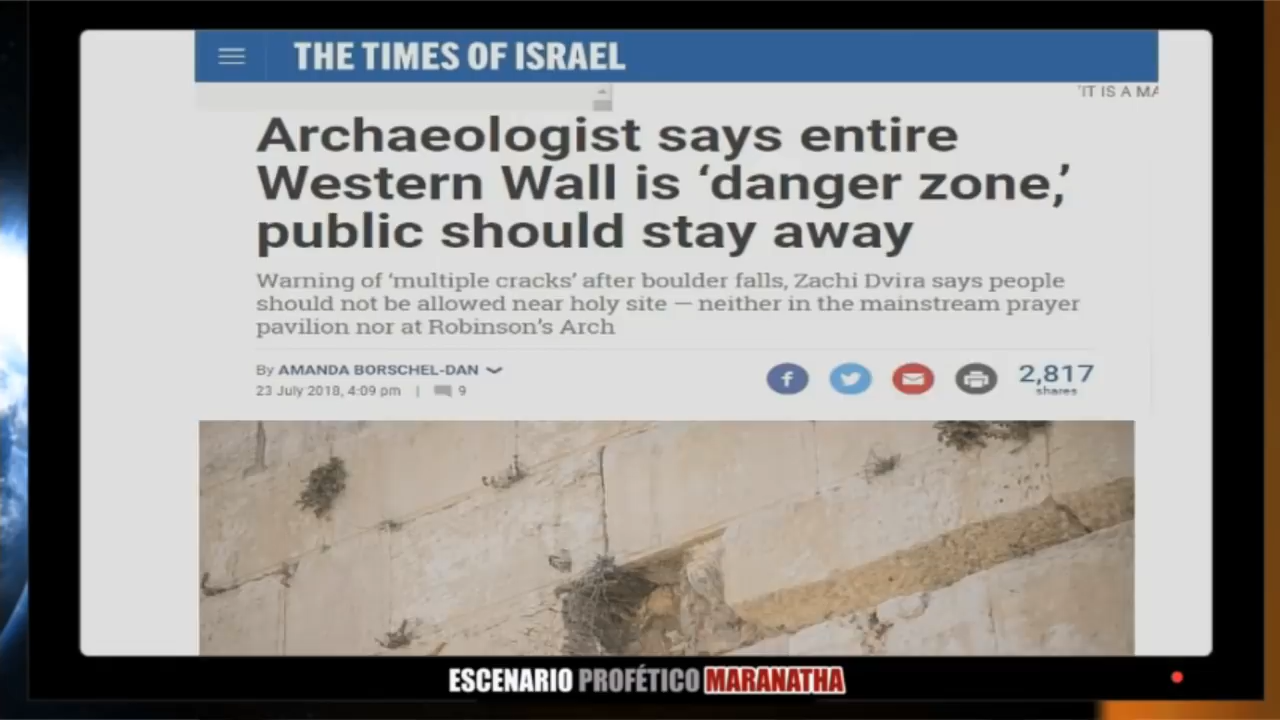 THE TIMES OF ISRAEL
'IT IS A MA
Archaeologist says entire
Western Wall is ‘danger zone,’
public should stay away
Warning of ‘multiple cracks’ after boulder falls, Zachi Dvira says people
should not be allowed near holy site — neither in the mainstream prayer
pavilion nor at Robinson's Arch
By AMANDA BORSCHEL-DAN
23 July 2018, 4:09 pm | 9
2,817
shares
ESCENARIO PROFÉTICO MARANATHA